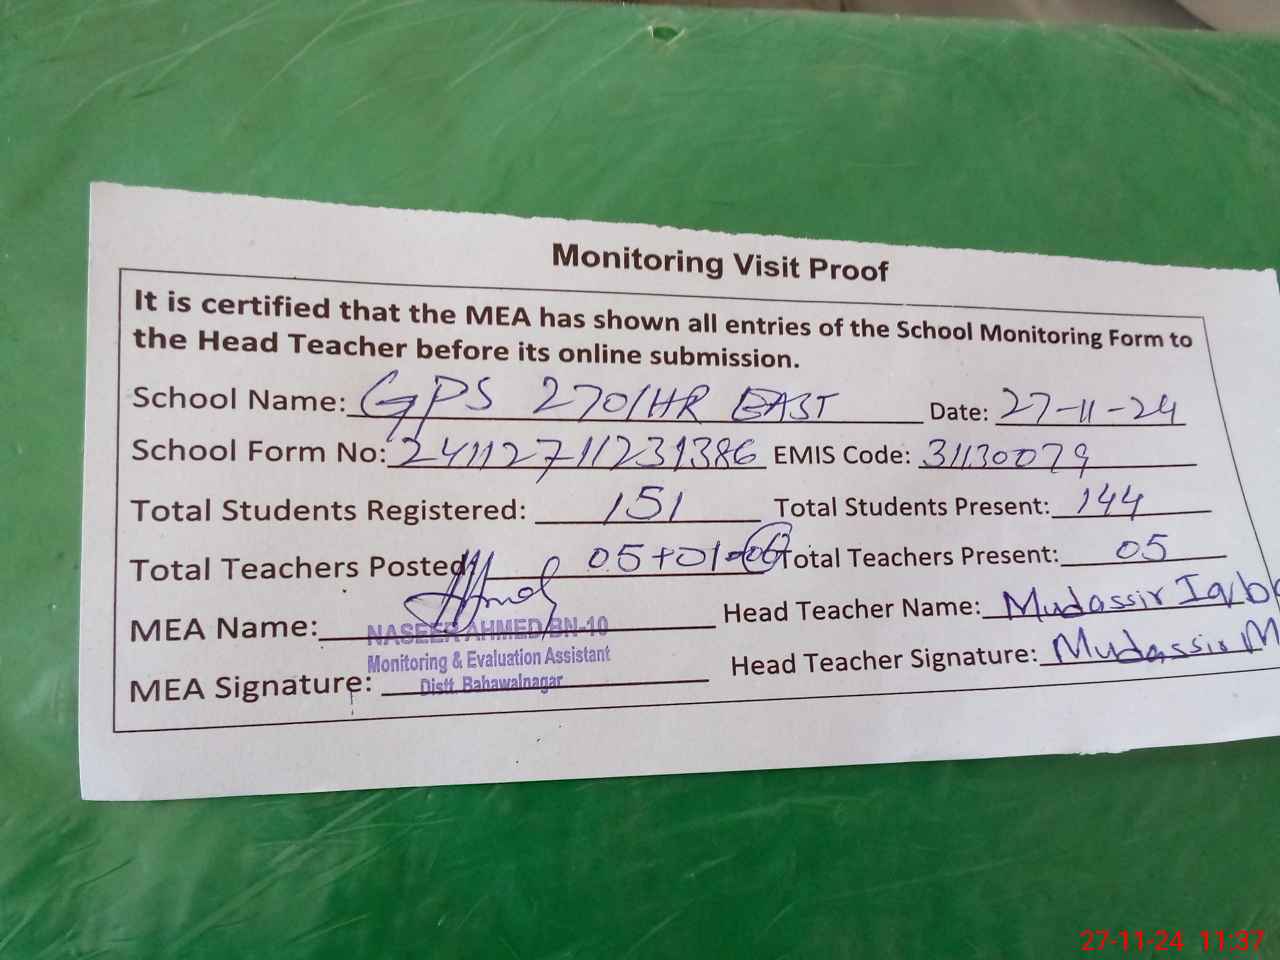 Monitoring Visit Proof
It is certified that the MEA has shown all entries of the School Monitoring Form to
the Head Teacher before its online submission.
School Name: GPS 270/HR EAST Date: 27-11-24
School Form No: 24112711231386 EMIS Code: 31130079
Total Students Registered: 151 Total Students Present: 144
Total Teachers Posted: 05+01=06 Total Teachers Present: 05
MEA Name: NASEER AHMED BN-10 Head Teacher Name: Mudassir Iqb
Monitoring & Evaluation Assistant
MEA Signature: Distt. Bahawalnagar Head Teacher Signature: Mudassir M
27-11-24 11:37